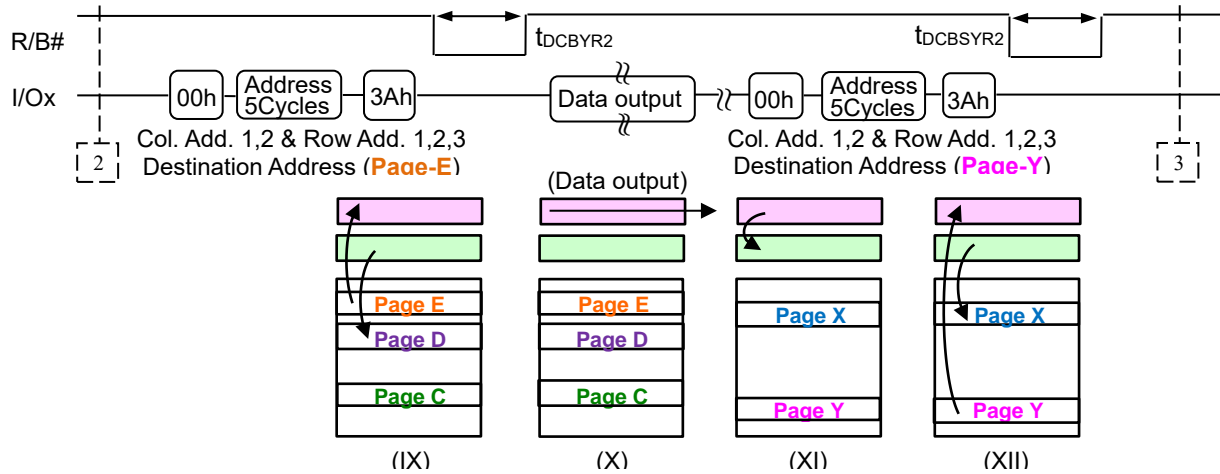 R/B#
tDCBYR2
tDCBSYR2
I/Ox
00h
Address
5Cycles
3Ah
Data output
00h
Address
5Cycles
3Ah
Col. Add. 1,2 & Row Add. 1,2,3
Destination Address (Page-E)
Col. Add. 1,2 & Row Add. 1,2,3
Destination Address (Page-Y)
2
3
(Data output)
Page E
Page D
Page C
Page E
Page D
Page C
Page X
Page Y
Page X
Page Y
(IX)
(X)
(XI)
(XII)